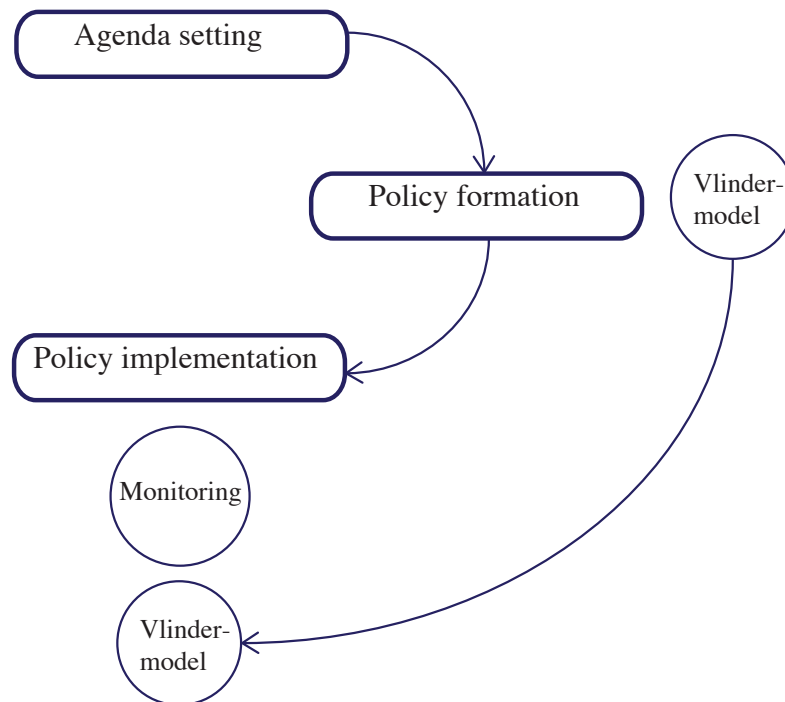 Agenda setting
Policy formation
Vlinder-
model
Policy implementation
Monitoring
Vlinder-
model